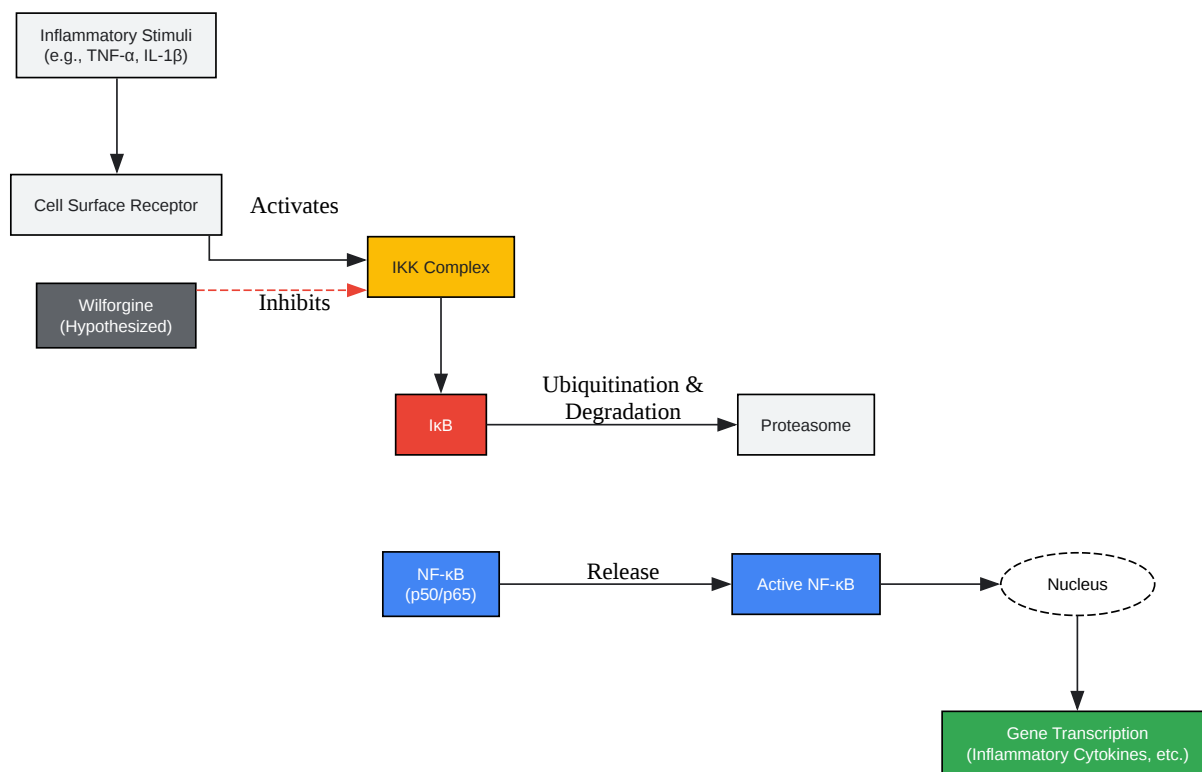 Inflammatory Stimuli
(e.g., TNF-α, IL-1β)
Cell Surface Receptor
Activates
IKK Complex
Wilforgine
(Hypothesized)
Inhibits
Ubiquitination &
Degradation
IκB
Proteasome
NF-κB
(p50/p65)
Release
Active NF-κB
Nucleus
Gene Transcription
(Inflammatory Cytokines, etc.)